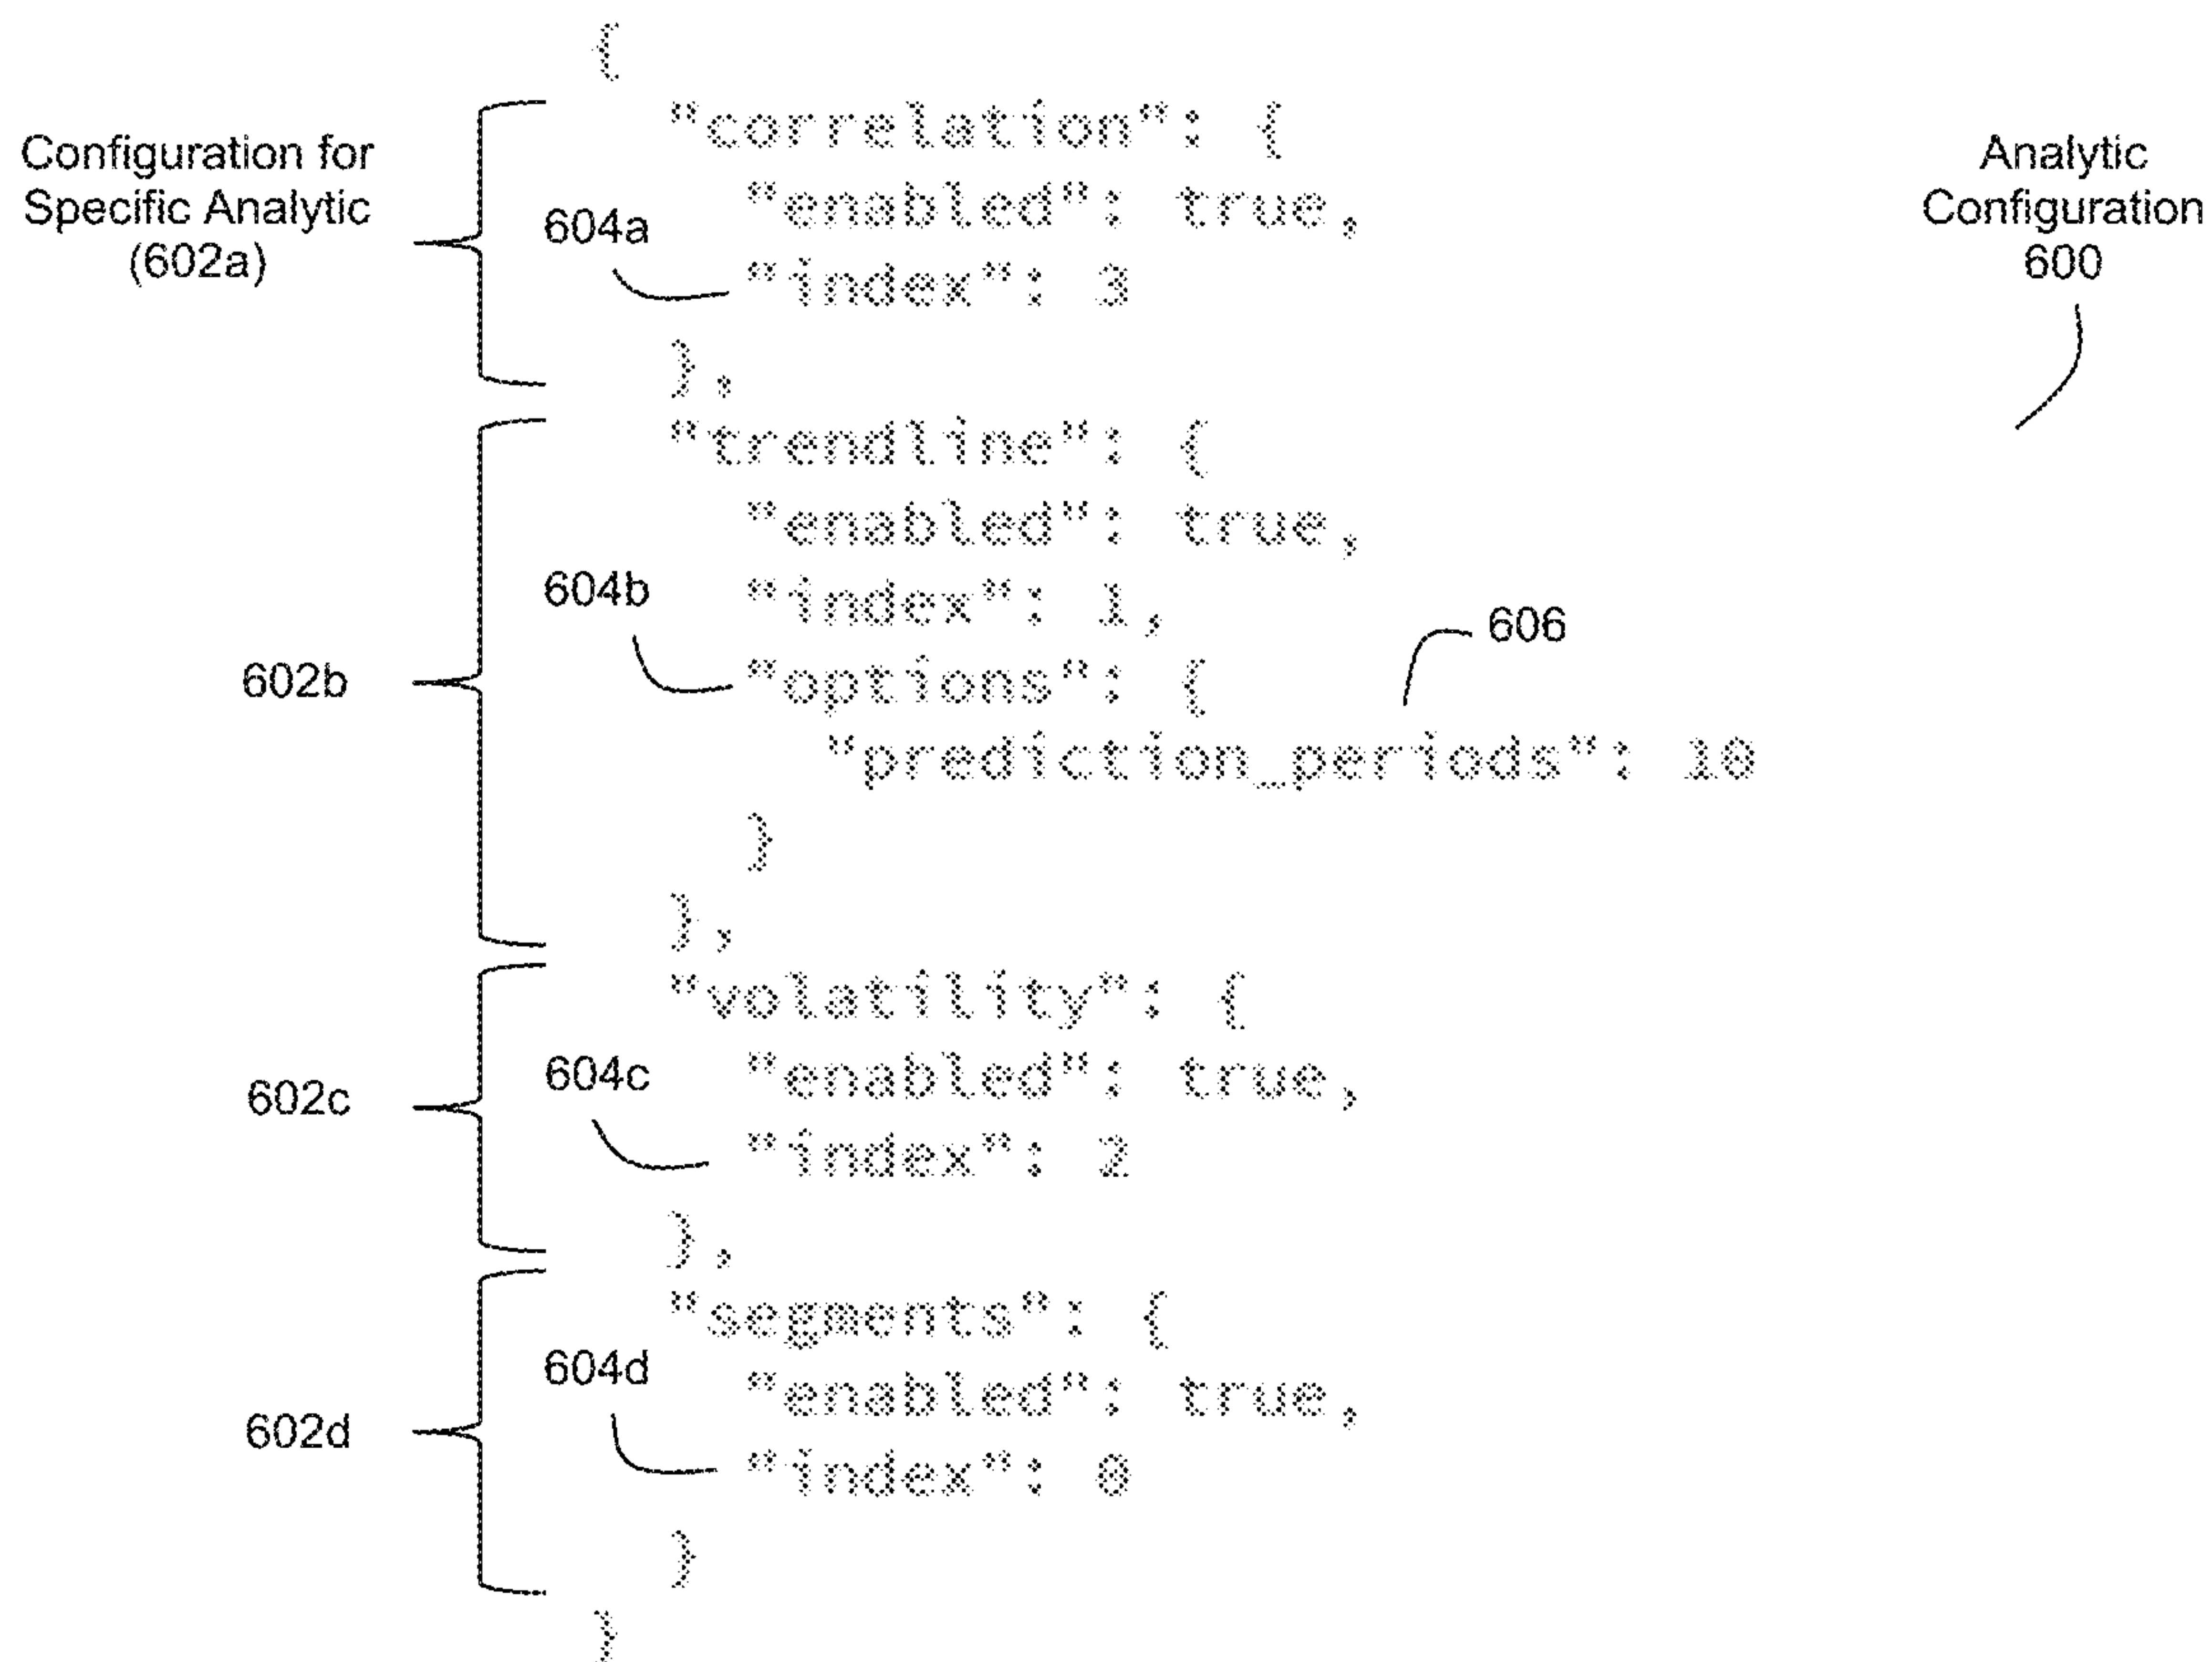 {
"correlation": {
Configuration for
Specific Analytic
(602a)
Analytic
Configuration
600
"enabled": true,
604a
"index": 3
},
"trendline": {
"enabled": true,
604b
"index": 1,
606
602b
"options": {
"prediction_periods": 10
}
},
"volatility": {
604c
"enabled": true,
602c
"index": 2
},
"segments": {
604d
"enabled": true,
602d
"index": 0
}
}